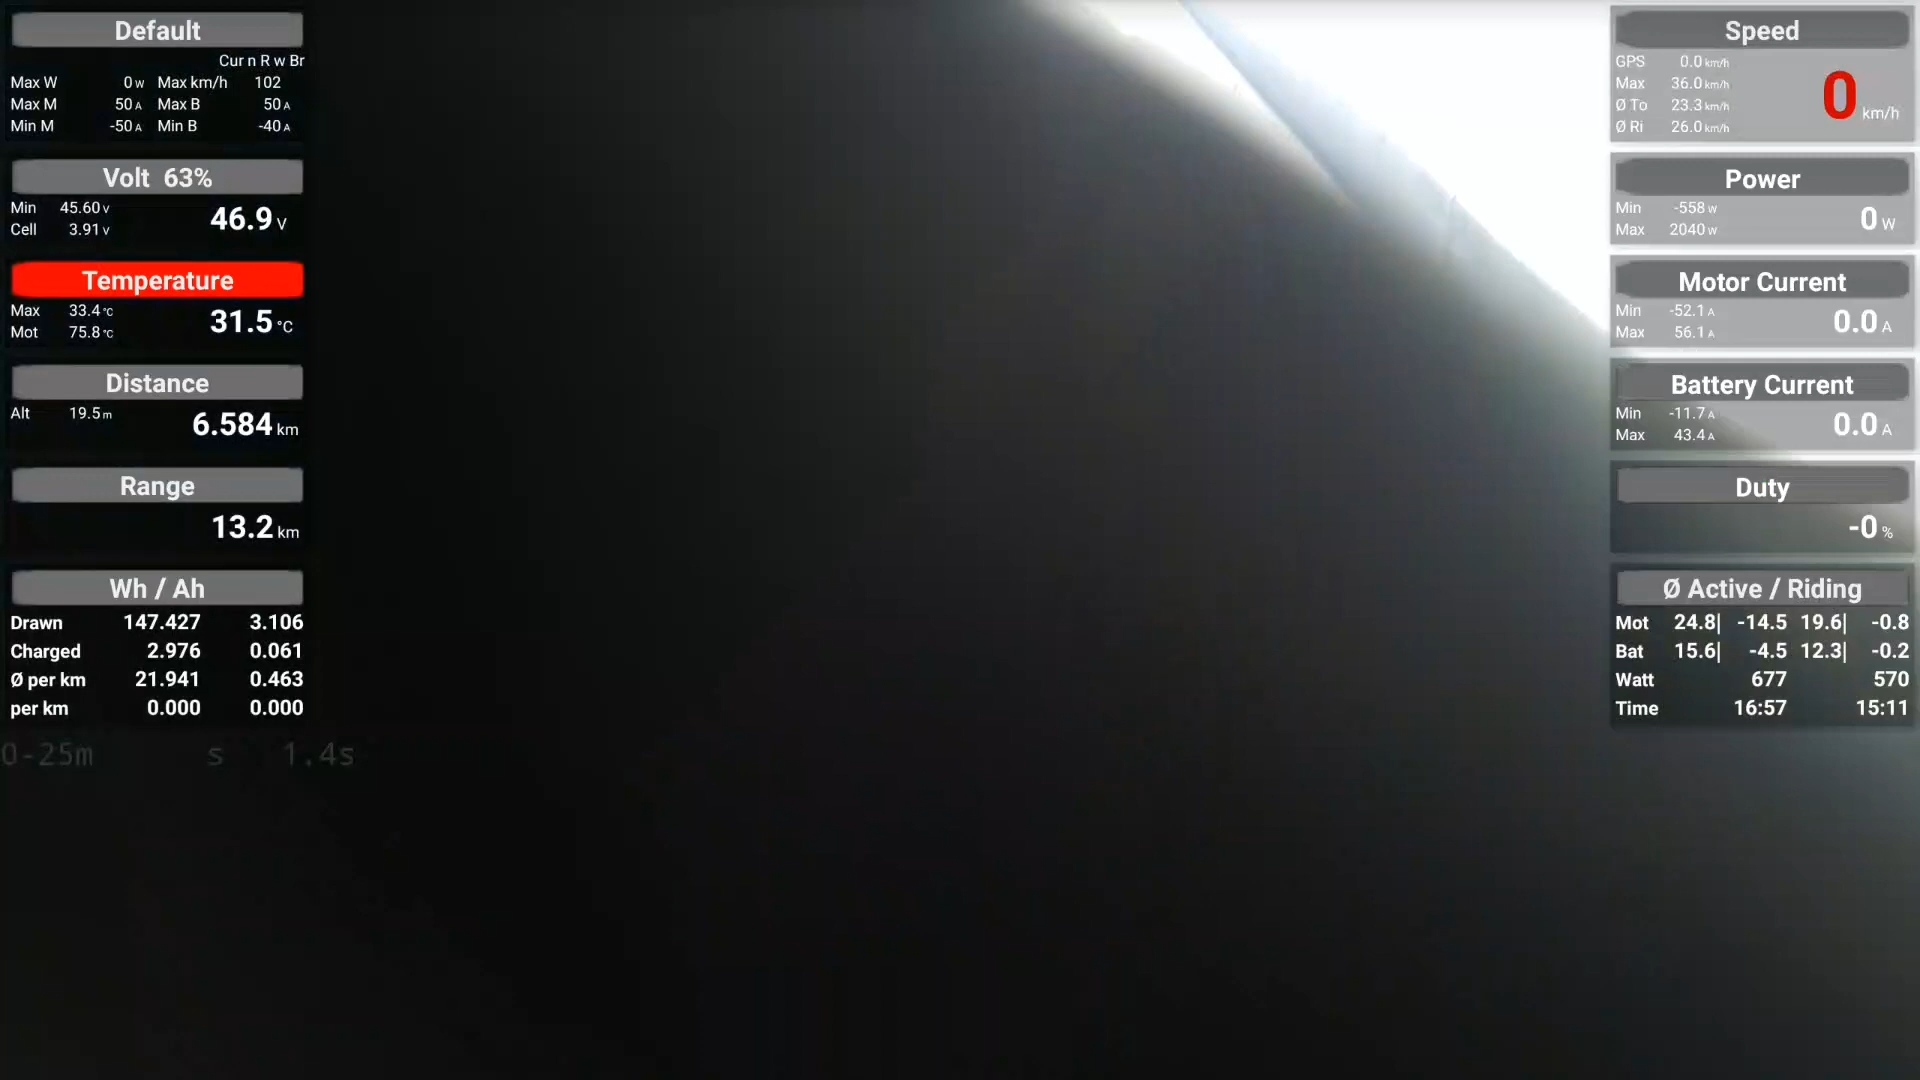 Default
Cur n R w Br
Max W 0 W Max km/h 102
Max M 50 A Max B 50 A
Min M -50 A Min B -40 A
Volt 63%
Min 45.60 V
Cell 3.91 V
46.9 V
Temperature
Max 33.4 °C
Mot 75.8 °C
31.5 °C
Distance
Alt 19.5 m
6.584 km
Range
13.2 km
Wh / Ah
Drawn 147.427 3.106
Charged 2.976 0.061
Ø per km 21.941 0.463
per km 0.000 0.000
0-25m s 1.4s
Speed
GPS 0.0 km/h
Max 36.0 km/h
Ø To 23.3 km/h
Ø Ri 26.0 km/h
0 km/h
Power
Min -558 W
Max 2040 W
0 W
Motor Current
Min -52.1 A
Max 56.1 A
0.0 A
Battery Current
Min -11.7 A
Max 43.4 A
0.0 A
Duty
-0 %
Ø Active / Riding
Mot 24.8| -14.5 19.6| -0.8
Bat 15.6| -4.5 12.3| -0.2
Watt 677 570
Time 16:57 15:11